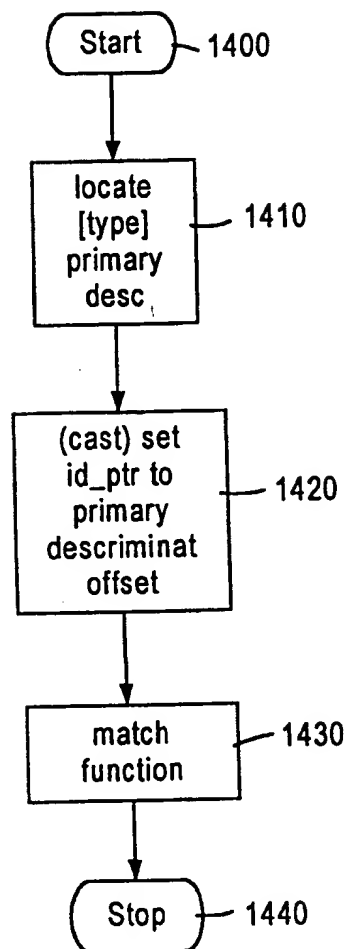 Start
1400
locate
[type]
primary
desc
1410
(cast) set
id_ptr to
primary
descriminat
offset
1420
match
function
1430
Stop
1440